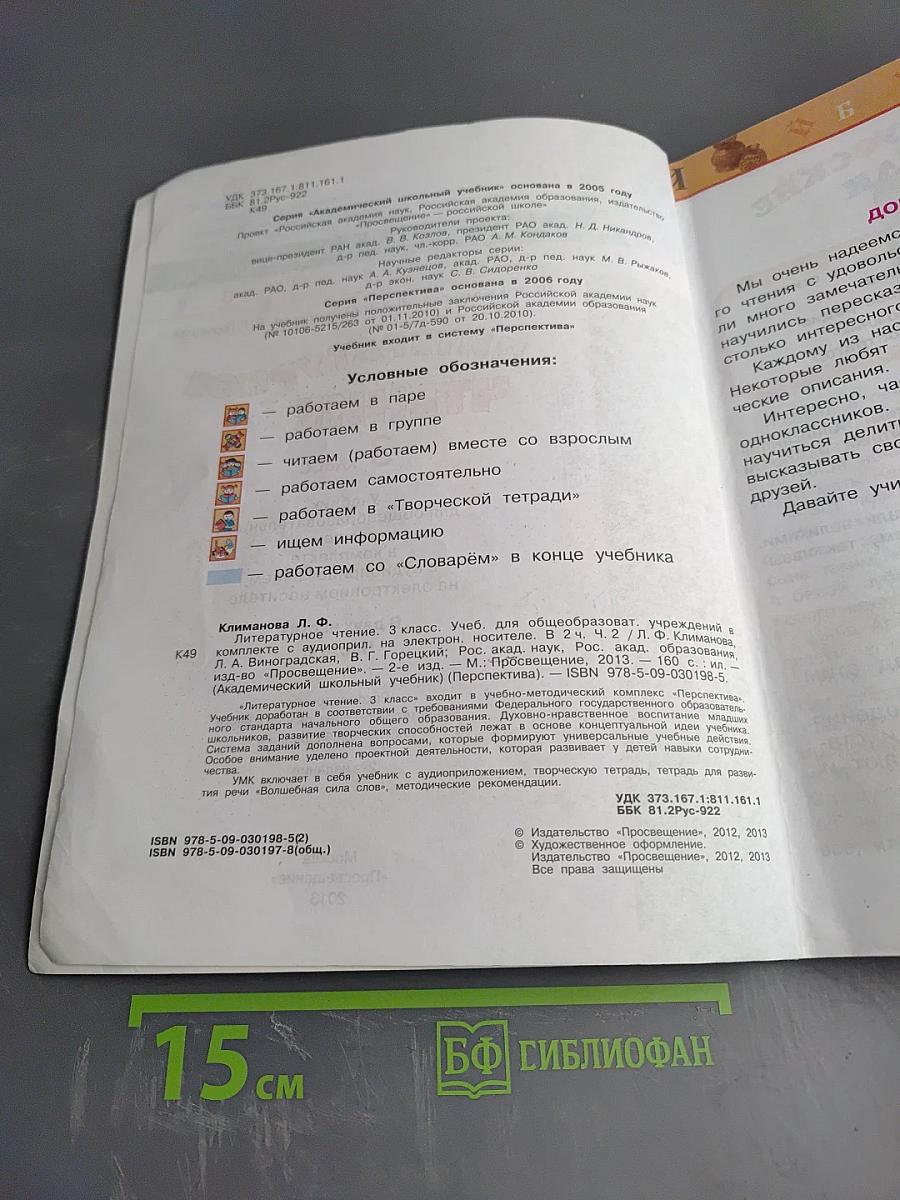 УДК 373.167.1:811.161.1
ББК 81.2Рус-922
К49
Серия «Академический школьный учебник» основана в 2005 году
Проект «Российская академия наук, Российская академия образования, издательство
«Просвещение» — российской школе»
Руководители проекта:
вице-президент РАН акад. В. В. Козлов, президент РАО акад. Н. Д. Никандров,
д-р пед. наук, чл.-корр. РАО А. М. Кондаков
Научные редакторы серии:
акад. РАО, д-р пед. наук А. А. Кузнецов, акад. РАО, д-р пед. наук М. В. Рыжаков,
д-р экон. наук С. В. Сидоренко
Серия «Перспектива» основана в 2006 году
На учебник получены положительные заключения Российской академии наук
(№ 10106-5215/263 от 01.11.2010) и Российской академии образования
(№ 01-5/7д-590 от 20.10.2010).
Учебник входит в систему «Перспектива»
Условные обозначения:
— работаем в паре
— работаем в группе
— читаем (работаем) вместе со взрослым
— работаем самостоятельно
— работаем в «Творческой тетради»
— ищем информацию
— работаем со «Словарём» в конце учебника
Климанова Л. Ф.
К49 Литературное чтение. 3 класс. Учеб. для общеобразоват. учреждений в
комплекте с аудиоприл. на электрон. носителе. В 2 ч. Ч. 2 / Л. Ф. Климанова,
Л. А. Виноградская, В. Г. Горецкий; Рос. акад. наук, Рос. акад. образования,
изд-во «Просвещение». — 2-е изд. — М.: Просвещение, 2013. — 160 с. : ил. —
(Академический школьный учебник) (Перспектива). — ISBN 978-5-09-030198-5.
«Литературное чтение. 3 класс» входит в учебно-методический комплекс «Перспектива».
Учебник доработан в соответствии с требованиями Федерального государственного образователь-
ного стандарта начального общего образования. Духовно-нравственное воспитание младших
школьников, развитие творческих способностей лежат в основе концептуальной идеи учебника.
Система заданий дополнена вопросами, которые формируют универсальные учебные действия.
Особое внимание уделено проектной деятельности, которая развивает у детей навыки сотрудни-
чества.
УМК включает в себя учебник с аудиоприложением, творческую тетрадь, тетрадь для разви-
тия речи «Волшебная сила слов», методические рекомендации.
УДК 373.167.1:811.161.1
ББК 81.2Рус-922
ISBN 978-5-09-030198-5(2)
ISBN 978-5-09-030197-8(общ.)
© Издательство «Просвещение», 2012, 2013
© Художественное оформление.
Издательство «Просвещение», 2012, 2013
Все права защищены
И Й Б
ДО
Мы очень надеемс
го чтения с удовольс
ли много замечатель
научились пересказ
столько интересного
Каждому из нас
Некоторые любят
ческие описания.
Интересно, ча
одноклассников.
научиться делит
высказывать сво
друзей.
Давайте учи
15 см
БФ БИБЛИОФАН